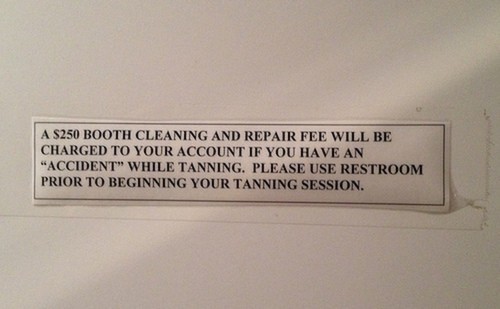 A $250 BOOTH CLEANING AND REPAIR FEE WILL BE
CHARGED TO YOUR ACCOUNT IF YOU HAVE AN
“ACCIDENT” WHILE TANNING.  PLEASE USE RESTROOM
PRIOR TO BEGINNING YOUR TANNING SESSION.